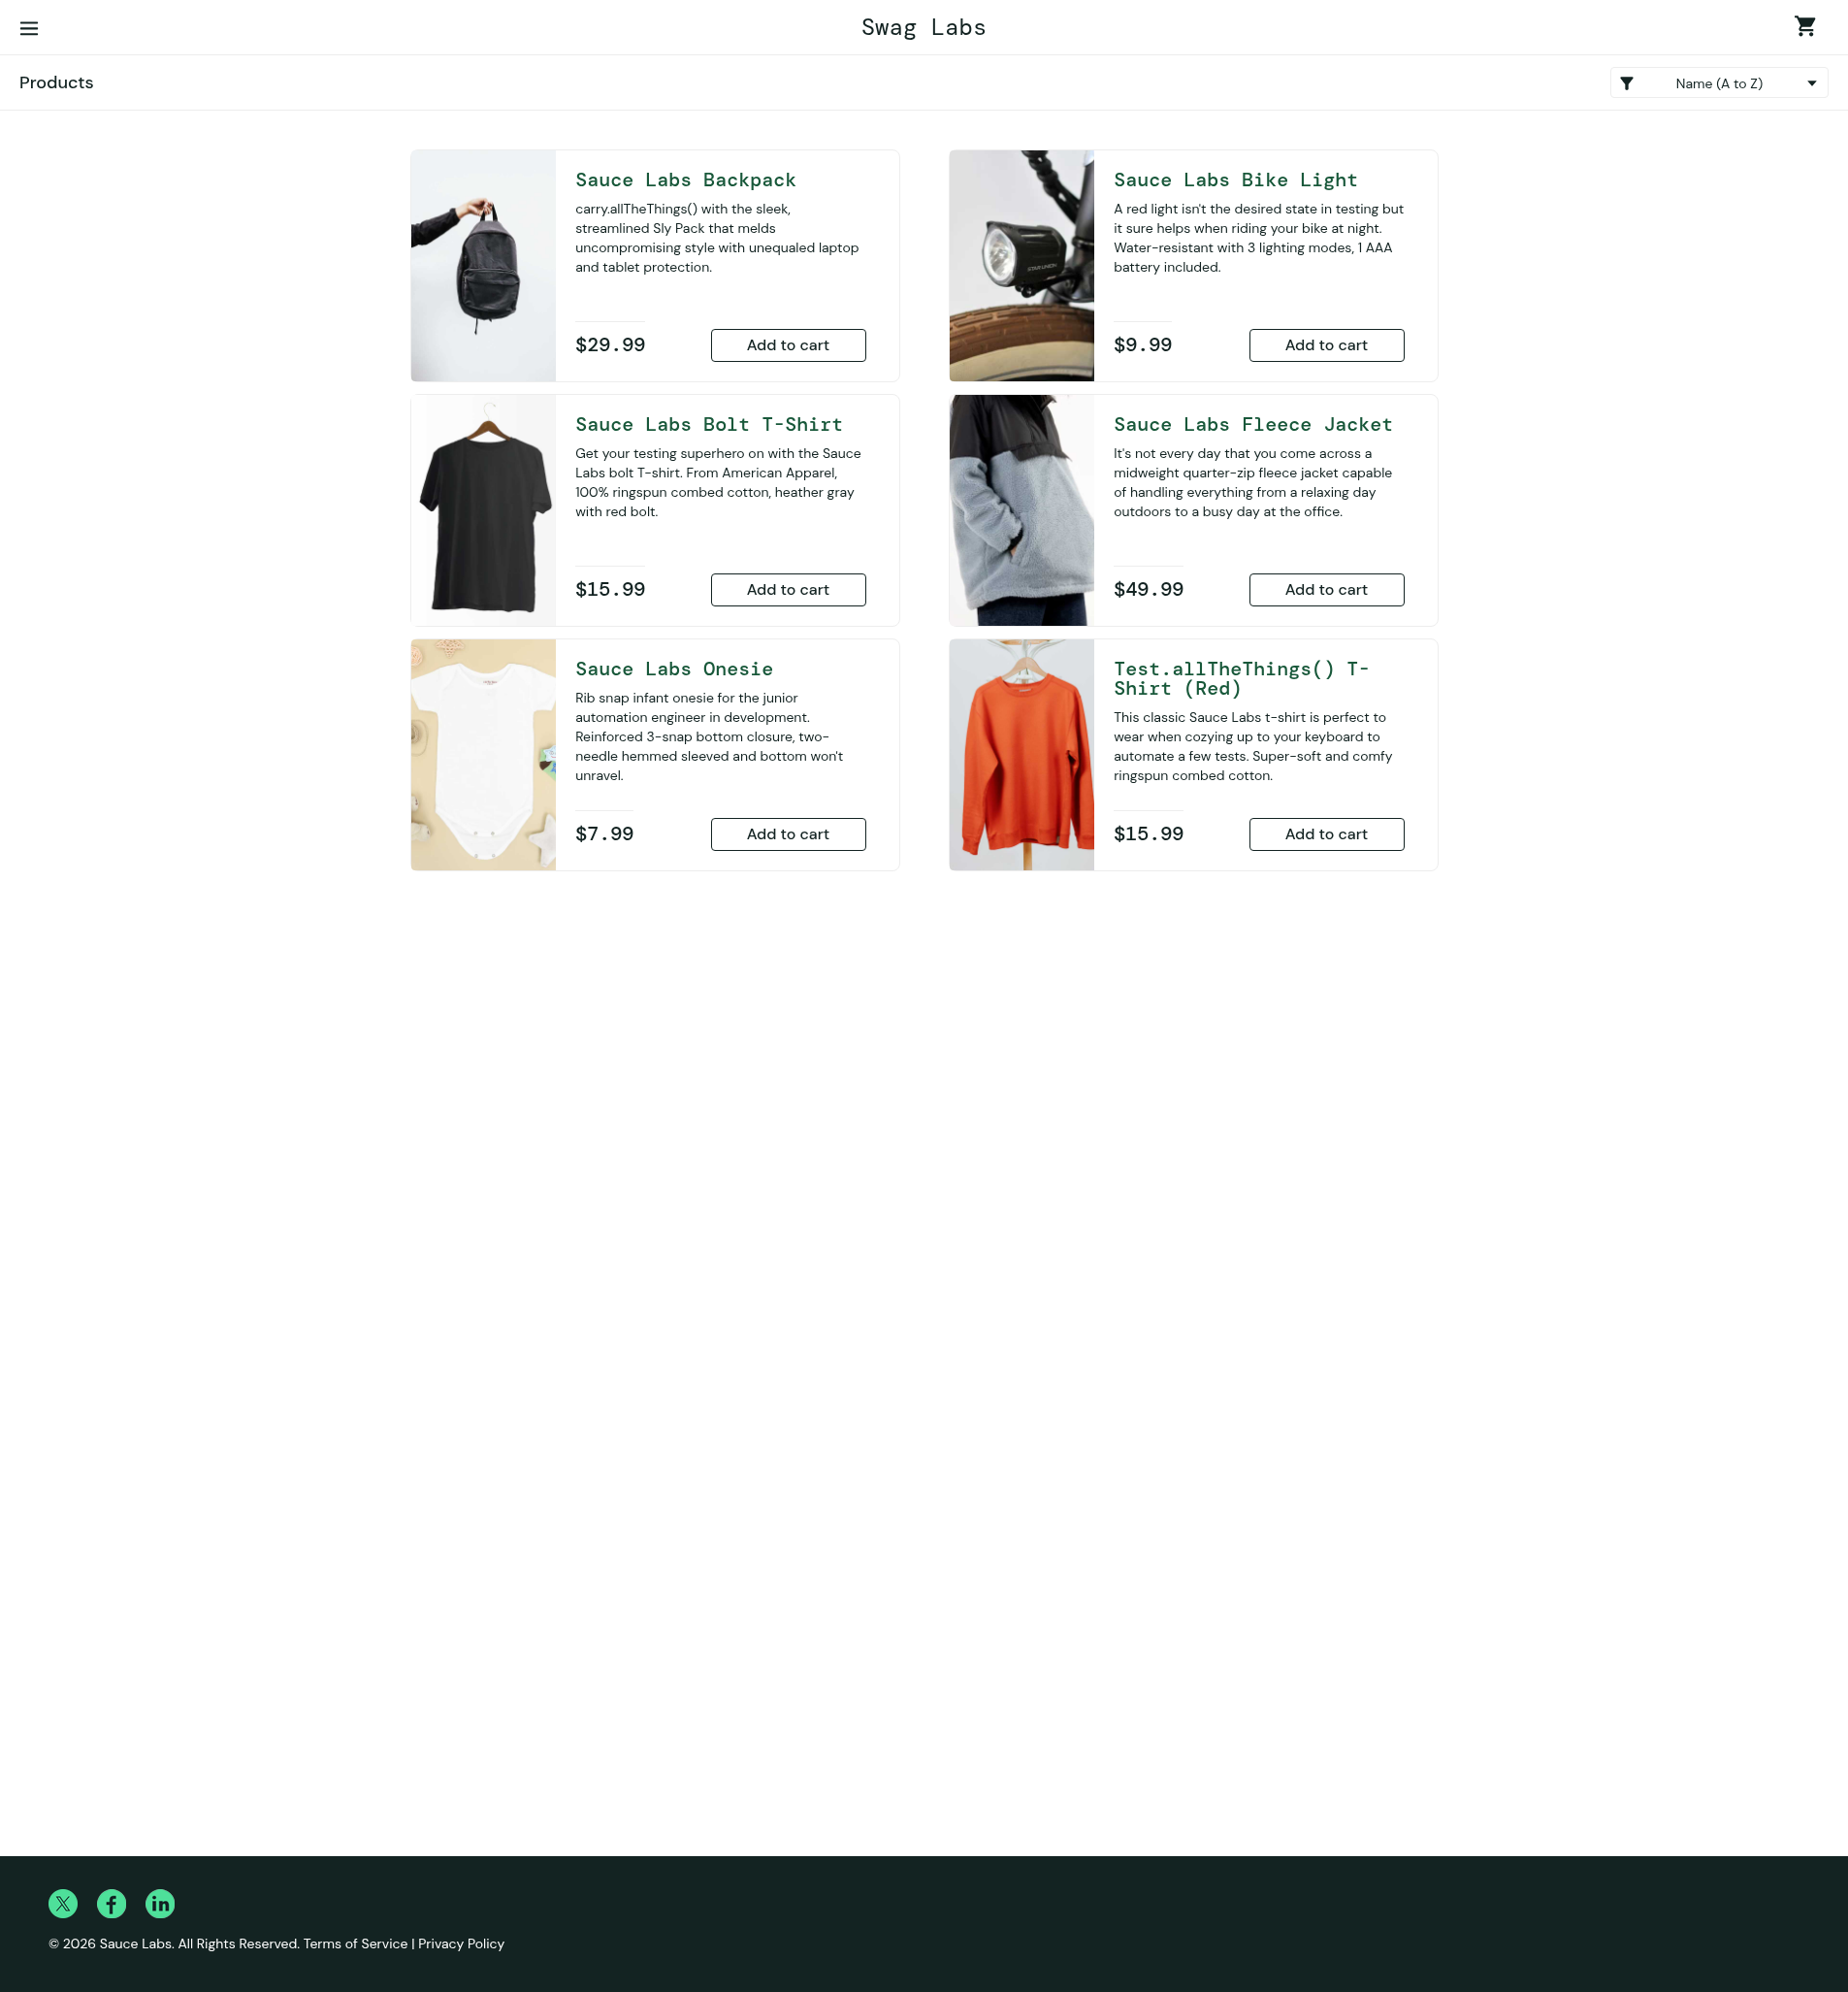 Swag Labs
Products
Name (A to Z)
Sauce Labs Backpack
carry.allTheThings() with the sleek,
streamlined Sly Pack that melds
uncompromising style with unequaled laptop
and tablet protection.
$29.99
Add to cart
Sauce Labs Bike Light
A red light isn't the desired state in testing but
it sure helps when riding your bike at night.
Water-resistant with 3 lighting modes, 1 AAA
battery included.
$9.99
Add to cart
Sauce Labs Bolt T-Shirt
Get your testing superhero on with the Sauce
Labs bolt T-shirt. From American Apparel,
100% ringspun combed cotton, heather gray
with red bolt.
$15.99
Add to cart
Sauce Labs Fleece Jacket
It's not every day that you come across a
midweight quarter-zip fleece jacket capable
of handling everything from a relaxing day
outdoors to a busy day at the office.
$49.99
Add to cart
Sauce Labs Onesie
Rib snap infant onesie for the junior
automation engineer in development.
Reinforced 3-snap bottom closure, two-
needle hemmed sleeved and bottom won't
unravel.
$7.99
Add to cart
Test.allTheThings() T-
Shirt (Red)
This classic Sauce Labs t-shirt is perfect to
wear when cozying up to your keyboard to
automate a few tests. Super-soft and comfy
ringspun combed cotton.
$15.99
Add to cart
© 2026 Sauce Labs. All Rights Reserved. Terms of Service | Privacy Policy